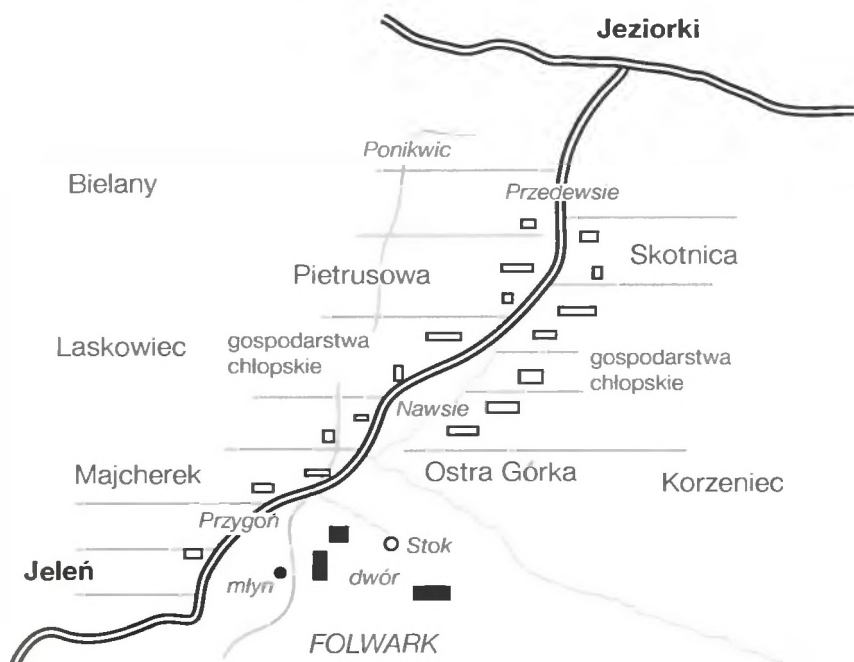 Jeziorki
Ponikwic
Bielany
Przedewsie
Skotnica
Pietrusowa
Laskowiec
gospodarstwa
chłopskie
gospodarstwa
chłopskie
Nawsie
Majcherek
Ostra Górka
Korzeniec
Przygoń
Stok
Jeleń
młyn
dwór
FOLWARK